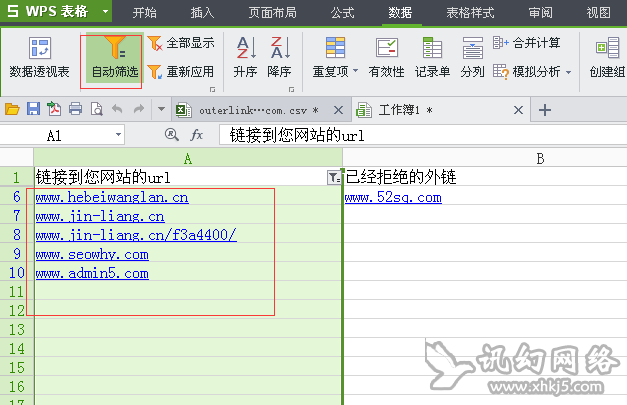 S WPS 表格 开始 插入 页面布局 公式 数据 表格样式 审阅 视图
数据透视表 自动筛选 全部显示 重新应用 升序 降序 重复项 有效性 记录单 分列 合并计算 模拟分析 创建组
outerlink…com.csv * 工作簿1 *
A1 fx 链接到您网站的url
A B
1 链接到您网站的url 已经拒绝的外链
6 www.hebeiwanglan.cn www.52sq.com
7 www.jin-liang.cn
8 www.jin-liang.cn/f3a4400/
9 www.seowhy.com
10 www.admin5.com
11
12
13
14
15
16
17
讯幻网络
www.xhkj5.com